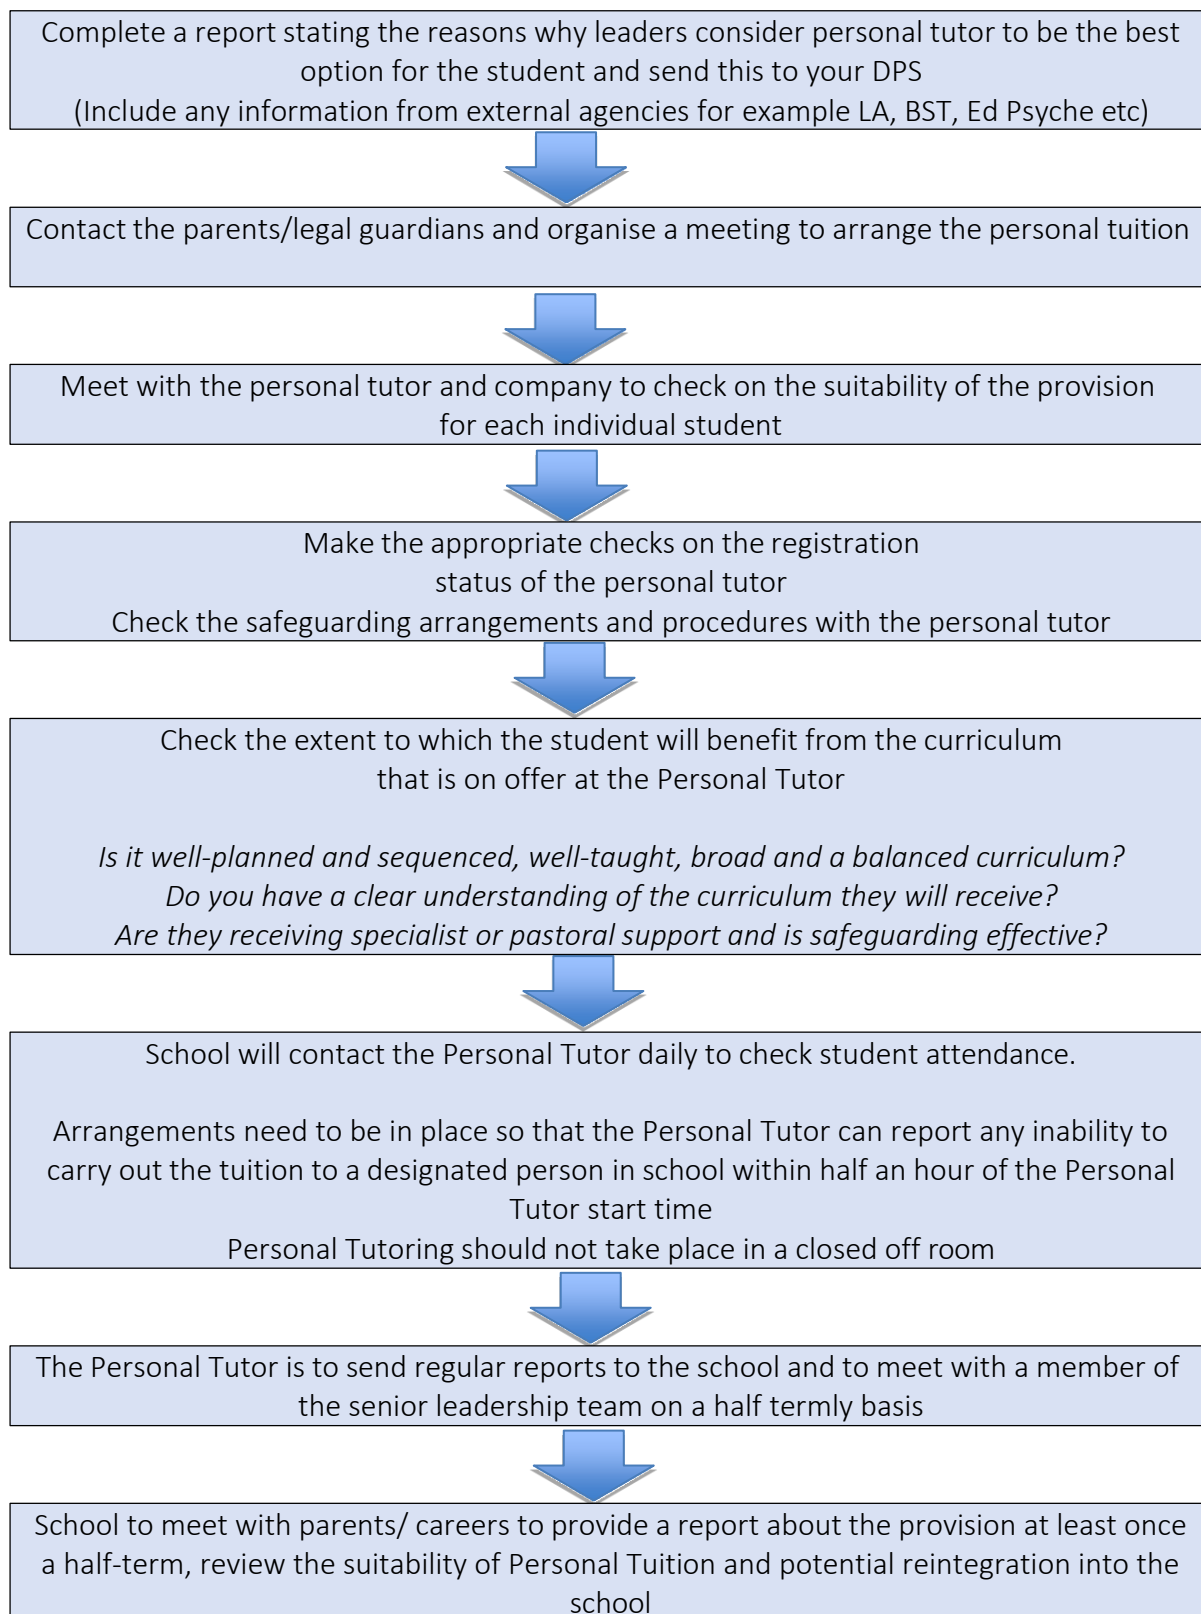 Complete a report stating the reasons why leaders consider personal tutor to be the best
option for the student and send this to your DPS
(Include any information from external agencies for example LA, BST, Ed Psyche etc)
Contact the parents/legal guardians and organise a meeting to arrange the personal tuition
Meet with the personal tutor and company to check on the suitability of the provision
for each individual student
Make the appropriate checks on the registration
status of the personal tutor
Check the safeguarding arrangements and procedures with the personal tutor
Check the extent to which the student will benefit from the curriculum
that is on offer at the Personal Tutor
Is it well-planned and sequenced, well-taught, broad and a balanced curriculum?
Do you have a clear understanding of the curriculum they will receive?
Are they receiving specialist or pastoral support and is safeguarding effective?
School will contact the Personal Tutor daily to check student attendance.
Arrangements need to be in place so that the Personal Tutor can report any inability to
carry out the tuition to a designated person in school within half an hour of the Personal
Tutor start time
Personal Tutoring should not take place in a closed off room
The Personal Tutor is to send regular reports to the school and to meet with a member of
the senior leadership team on a half termly basis
School to meet with parents/ careers to provide a report about the provision at least once
a half-term, review the suitability of Personal Tuition and potential reintegration into the
school